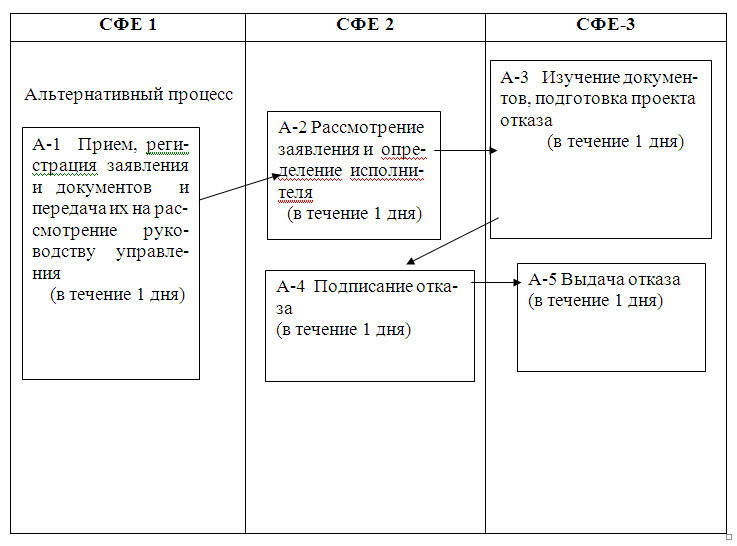 СФЕ 1
СФЕ 2
СФЕ-3
Альтернативный процесс
А-1 Прием, реги-
страция заявления
и документов и
передача их на рас-
смотрение руко-
водству управле-
ния
(в течение 1 дня)
А-2 Рассмотрение
заявления и опре-
деление исполни-
теля
(в течение 1 дня)
А-3 Изучение докумен-
тов, подготовка проекта
отказа
(в течение 1 дня)
А-4 Подписание отка-
за
(в течение 1 дня)
А-5 Выдача отказа
(в течение 1 дня)